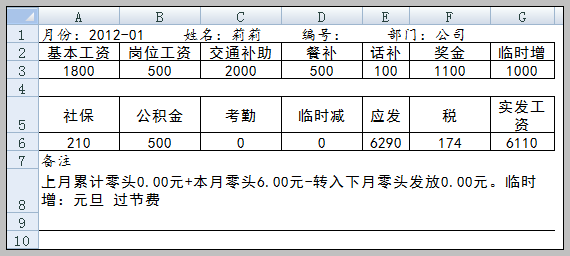 A B C D E F G
1 月份: 2012-01 姓名: 莉莉 编号: 部门: 公司
2 基本工资 岗位工资 交通补助 餐补 话补 奖金 临时增
3 1800 500 2000 500 100 1100 1000
4
5 社保 公积金 考勤 临时减 应发 税 实发工
资
6 210 500 0 0 6290 174 6110
7 备注
上月累计零头0.00元+本月零头6.00元-转入下月零头发放0.00元。临时
8 增: 元旦 过节费
9
10